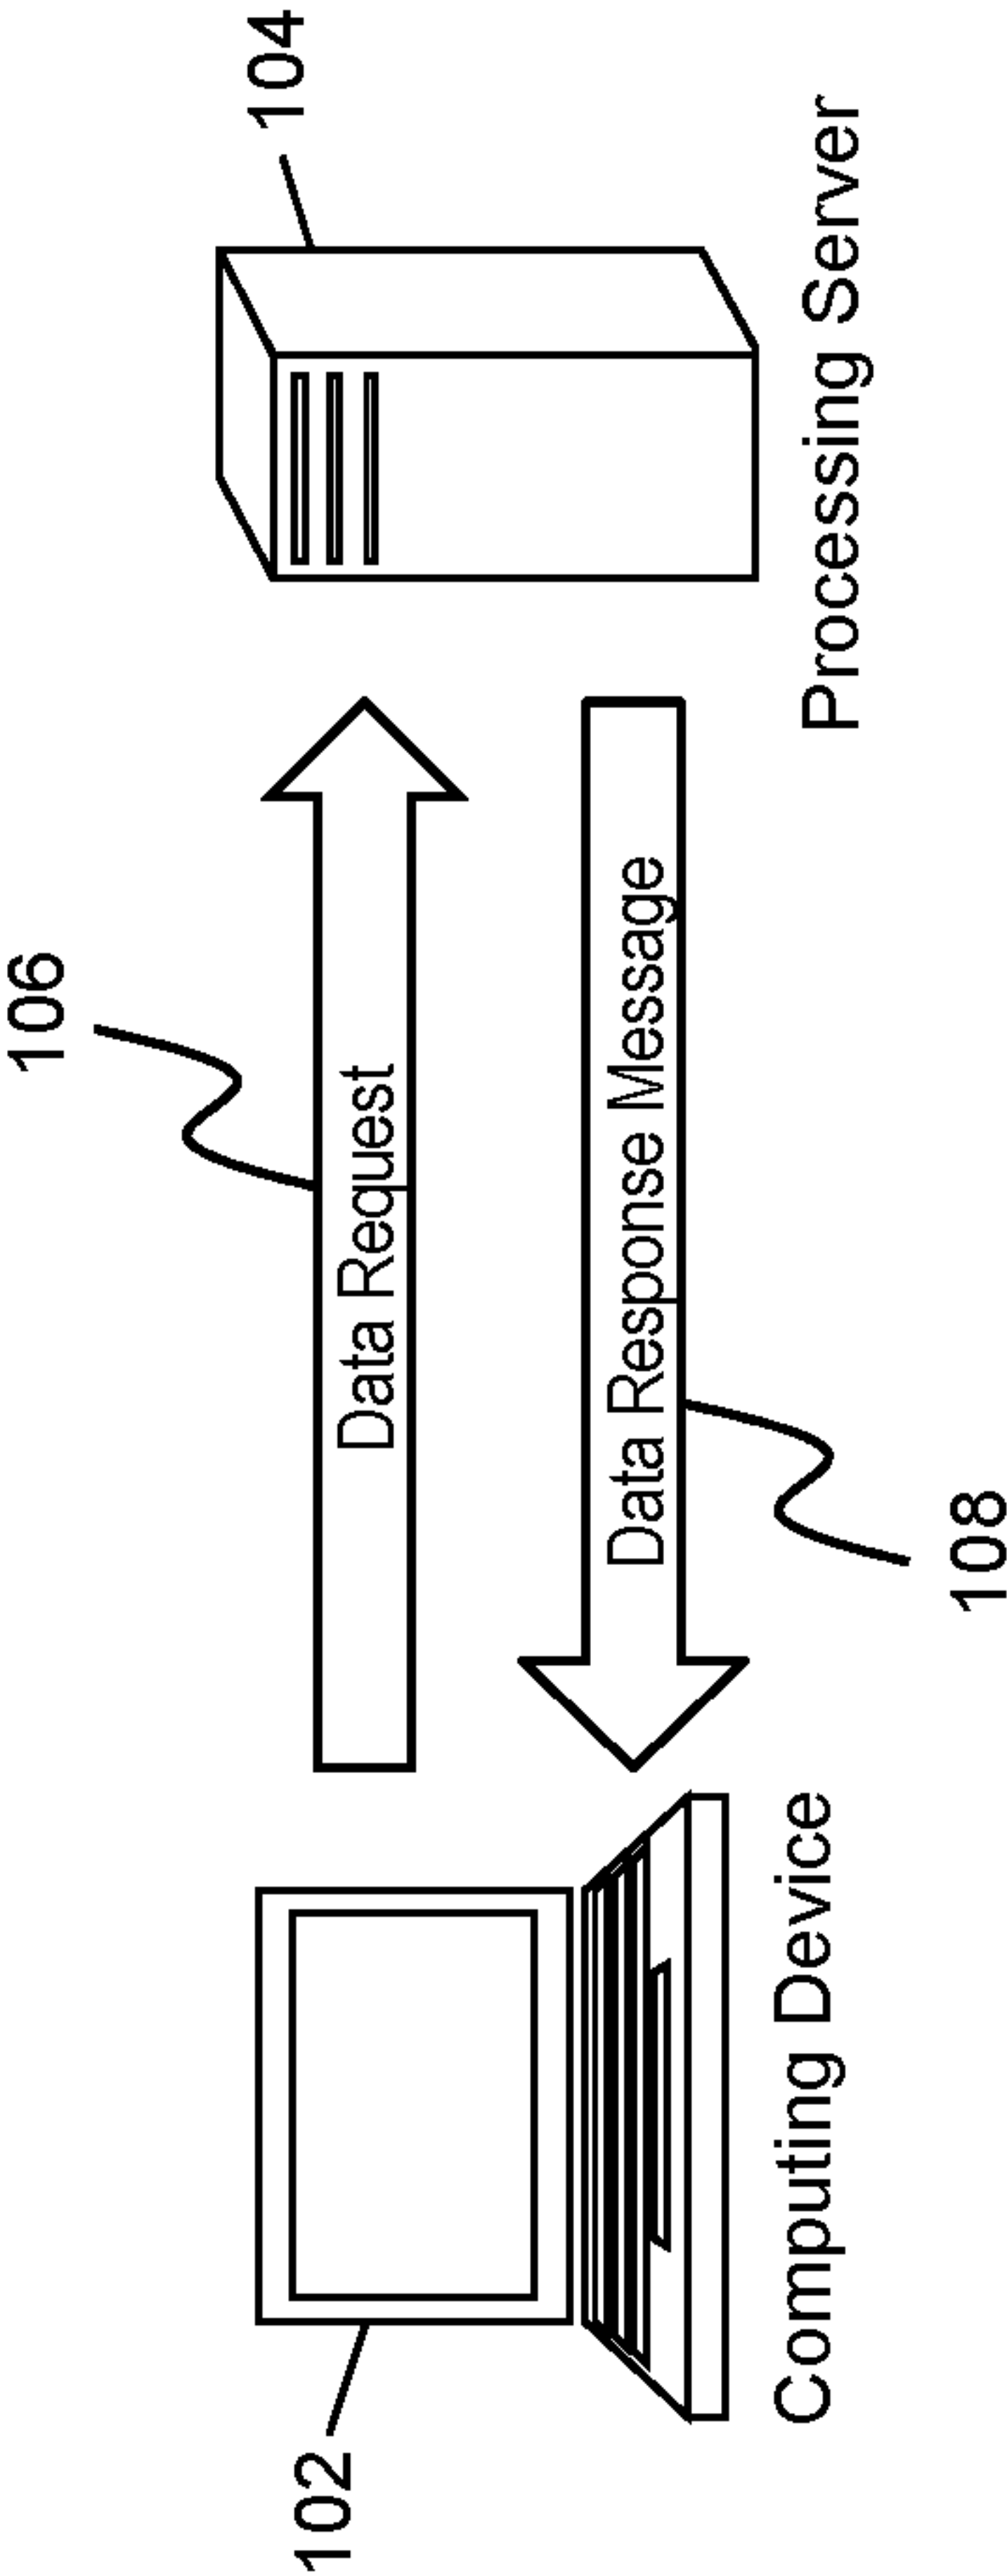 106
104
102
Data Request
Data Response Message
Computing Device
Processing Server
108